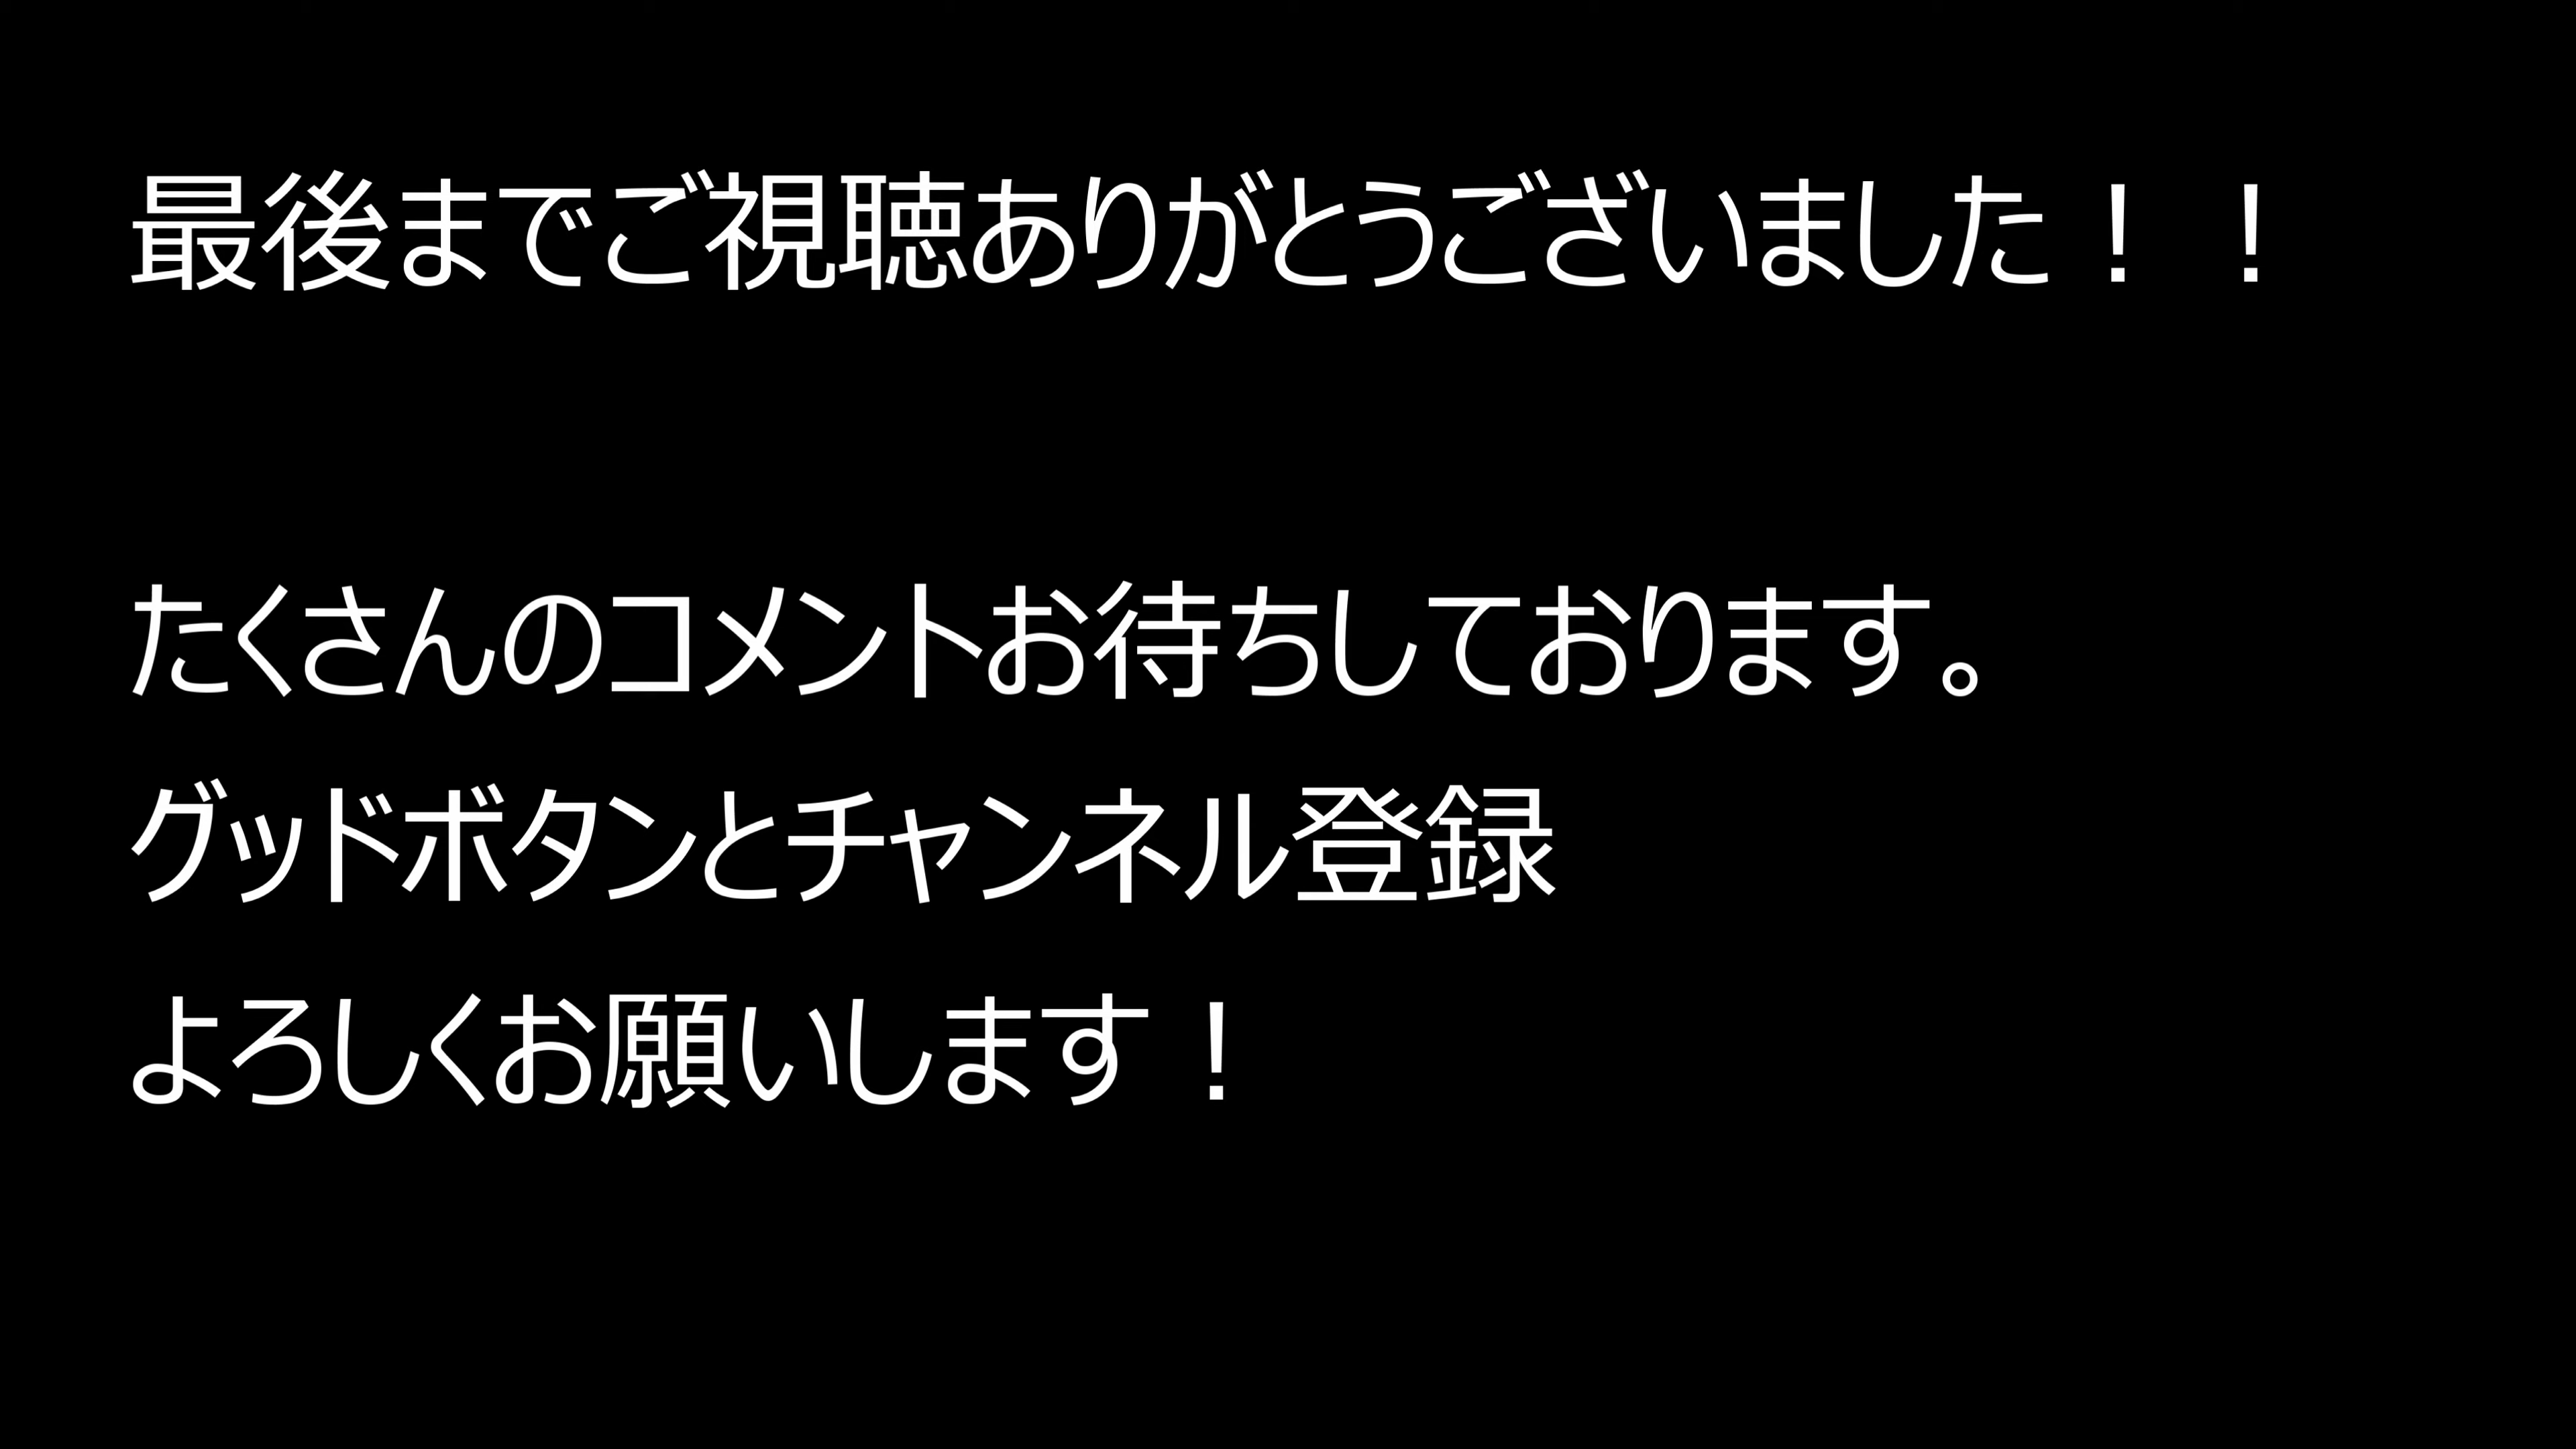 最後までご視聴ありがとうございました！！
たくさんのコメントお待ちしております。
グッドボタンとチャンネル登録
よろしくお願いします！